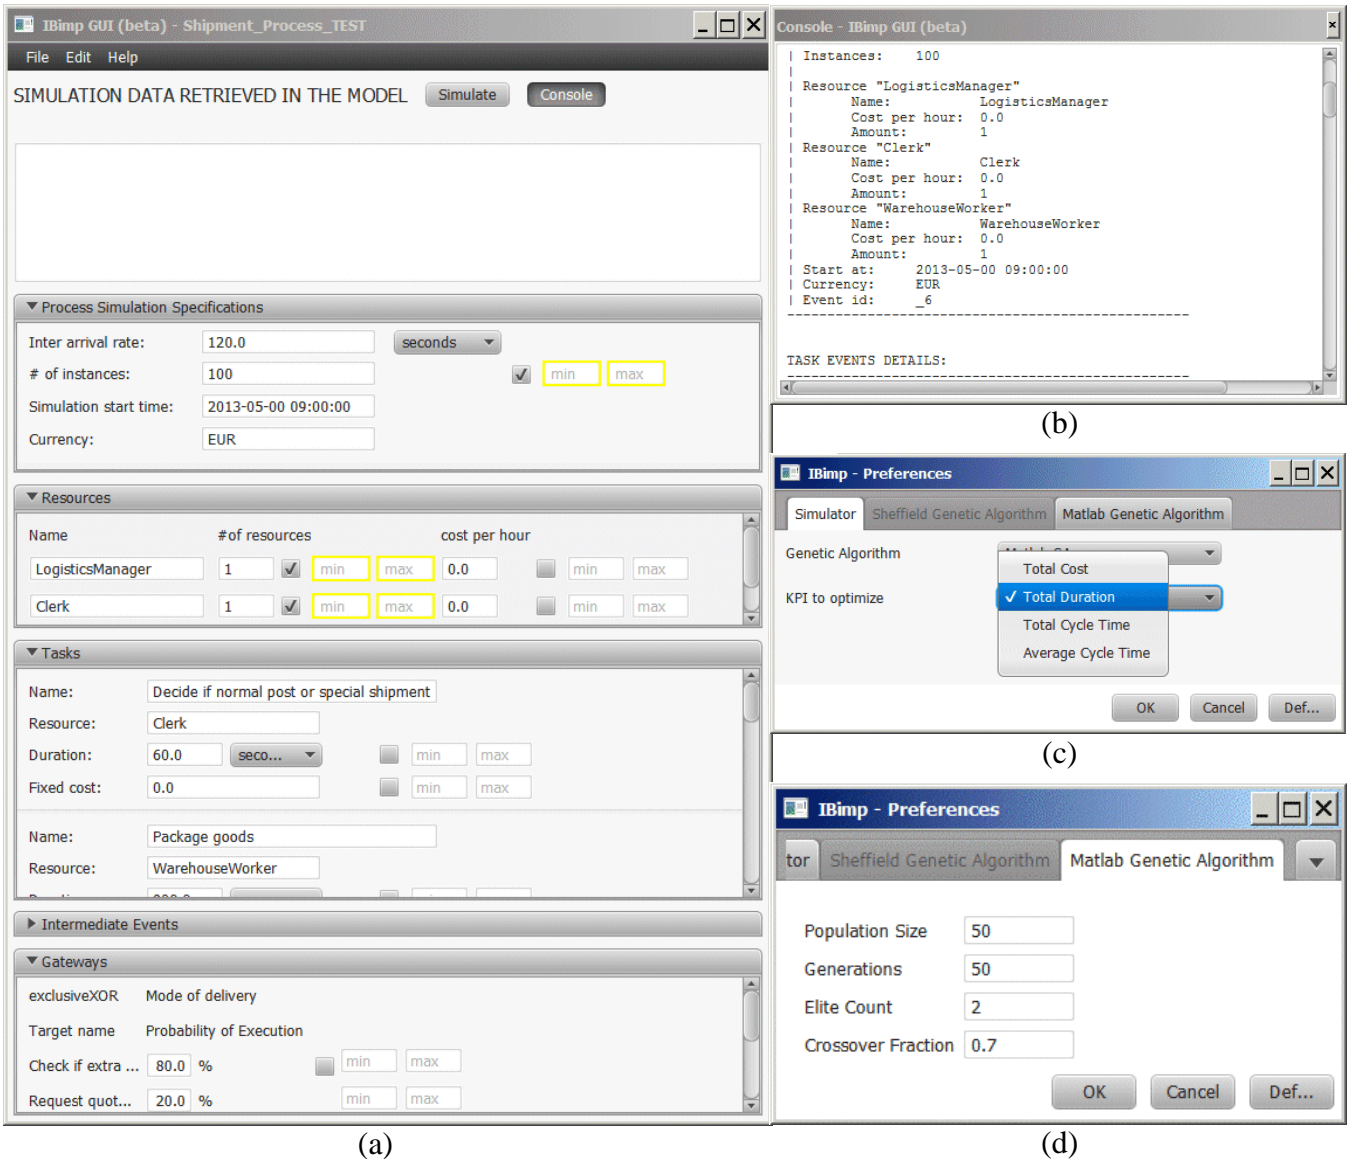 IBimp GUI (beta) - Shipment_Process_TEST
File Edit Help
SIMULATION DATA RETRIEVED IN THE MODEL Simulate Console
Process Simulation Specifications
Inter arrival rate: 120.0 seconds
# of instances: 100 min max
Simulation start time: 2013-05-00 09:00:00
Currency: EUR
Resources
Name #of resources cost per hour
LogisticsManager 1 min max 0.0 min max
Clerk 1 min max 0.0 min max
Tasks
Name: Decide if normal post or special shipment
Resource: Clerk
Duration: 60.0 seco... min max
Fixed cost: 0.0 min max
Name: Package goods
Resource: WarehouseWorker
Intermediate Events
Gateways
exclusiveXOR Mode of delivery
Target name Probability of Execution
Check if extra ... 80.0 % min max
Request quot... 20.0 % min max
(a)
Console - IBimp GUI (beta)
| Instances: 100
|
| Resource "LogisticsManager"
| Name: LogisticsManager
| Cost per hour: 0.0
| Amount: 1
| Resource "Clerk"
| Name: Clerk
| Cost per hour: 0.0
| Amount: 1
| Resource "WarehouseWorker"
| Name: WarehouseWorker
| Cost per hour: 0.0
| Amount: 1
| Start at: 2013-05-00 09:00:00
| Currency: EUR
| Event id: _6
--------------------------------------------------
TASK EVENTS DETAILS:
--------------------------------------------------
(b)
IBimp - Preferences
Simulator Sheffield Genetic Algorithm Matlab Genetic Algorithm
Genetic Algorithm
Total Cost
KPI to optimize ✓ Total Duration
Total Cycle Time
Average Cycle Time
OK Cancel Def...
(c)
IBimp - Preferences
tor Sheffield Genetic Algorithm Matlab Genetic Algorithm
Population Size 50
Generations 50
Elite Count 2
Crossover Fraction 0.7
OK Cancel Def...
(d)